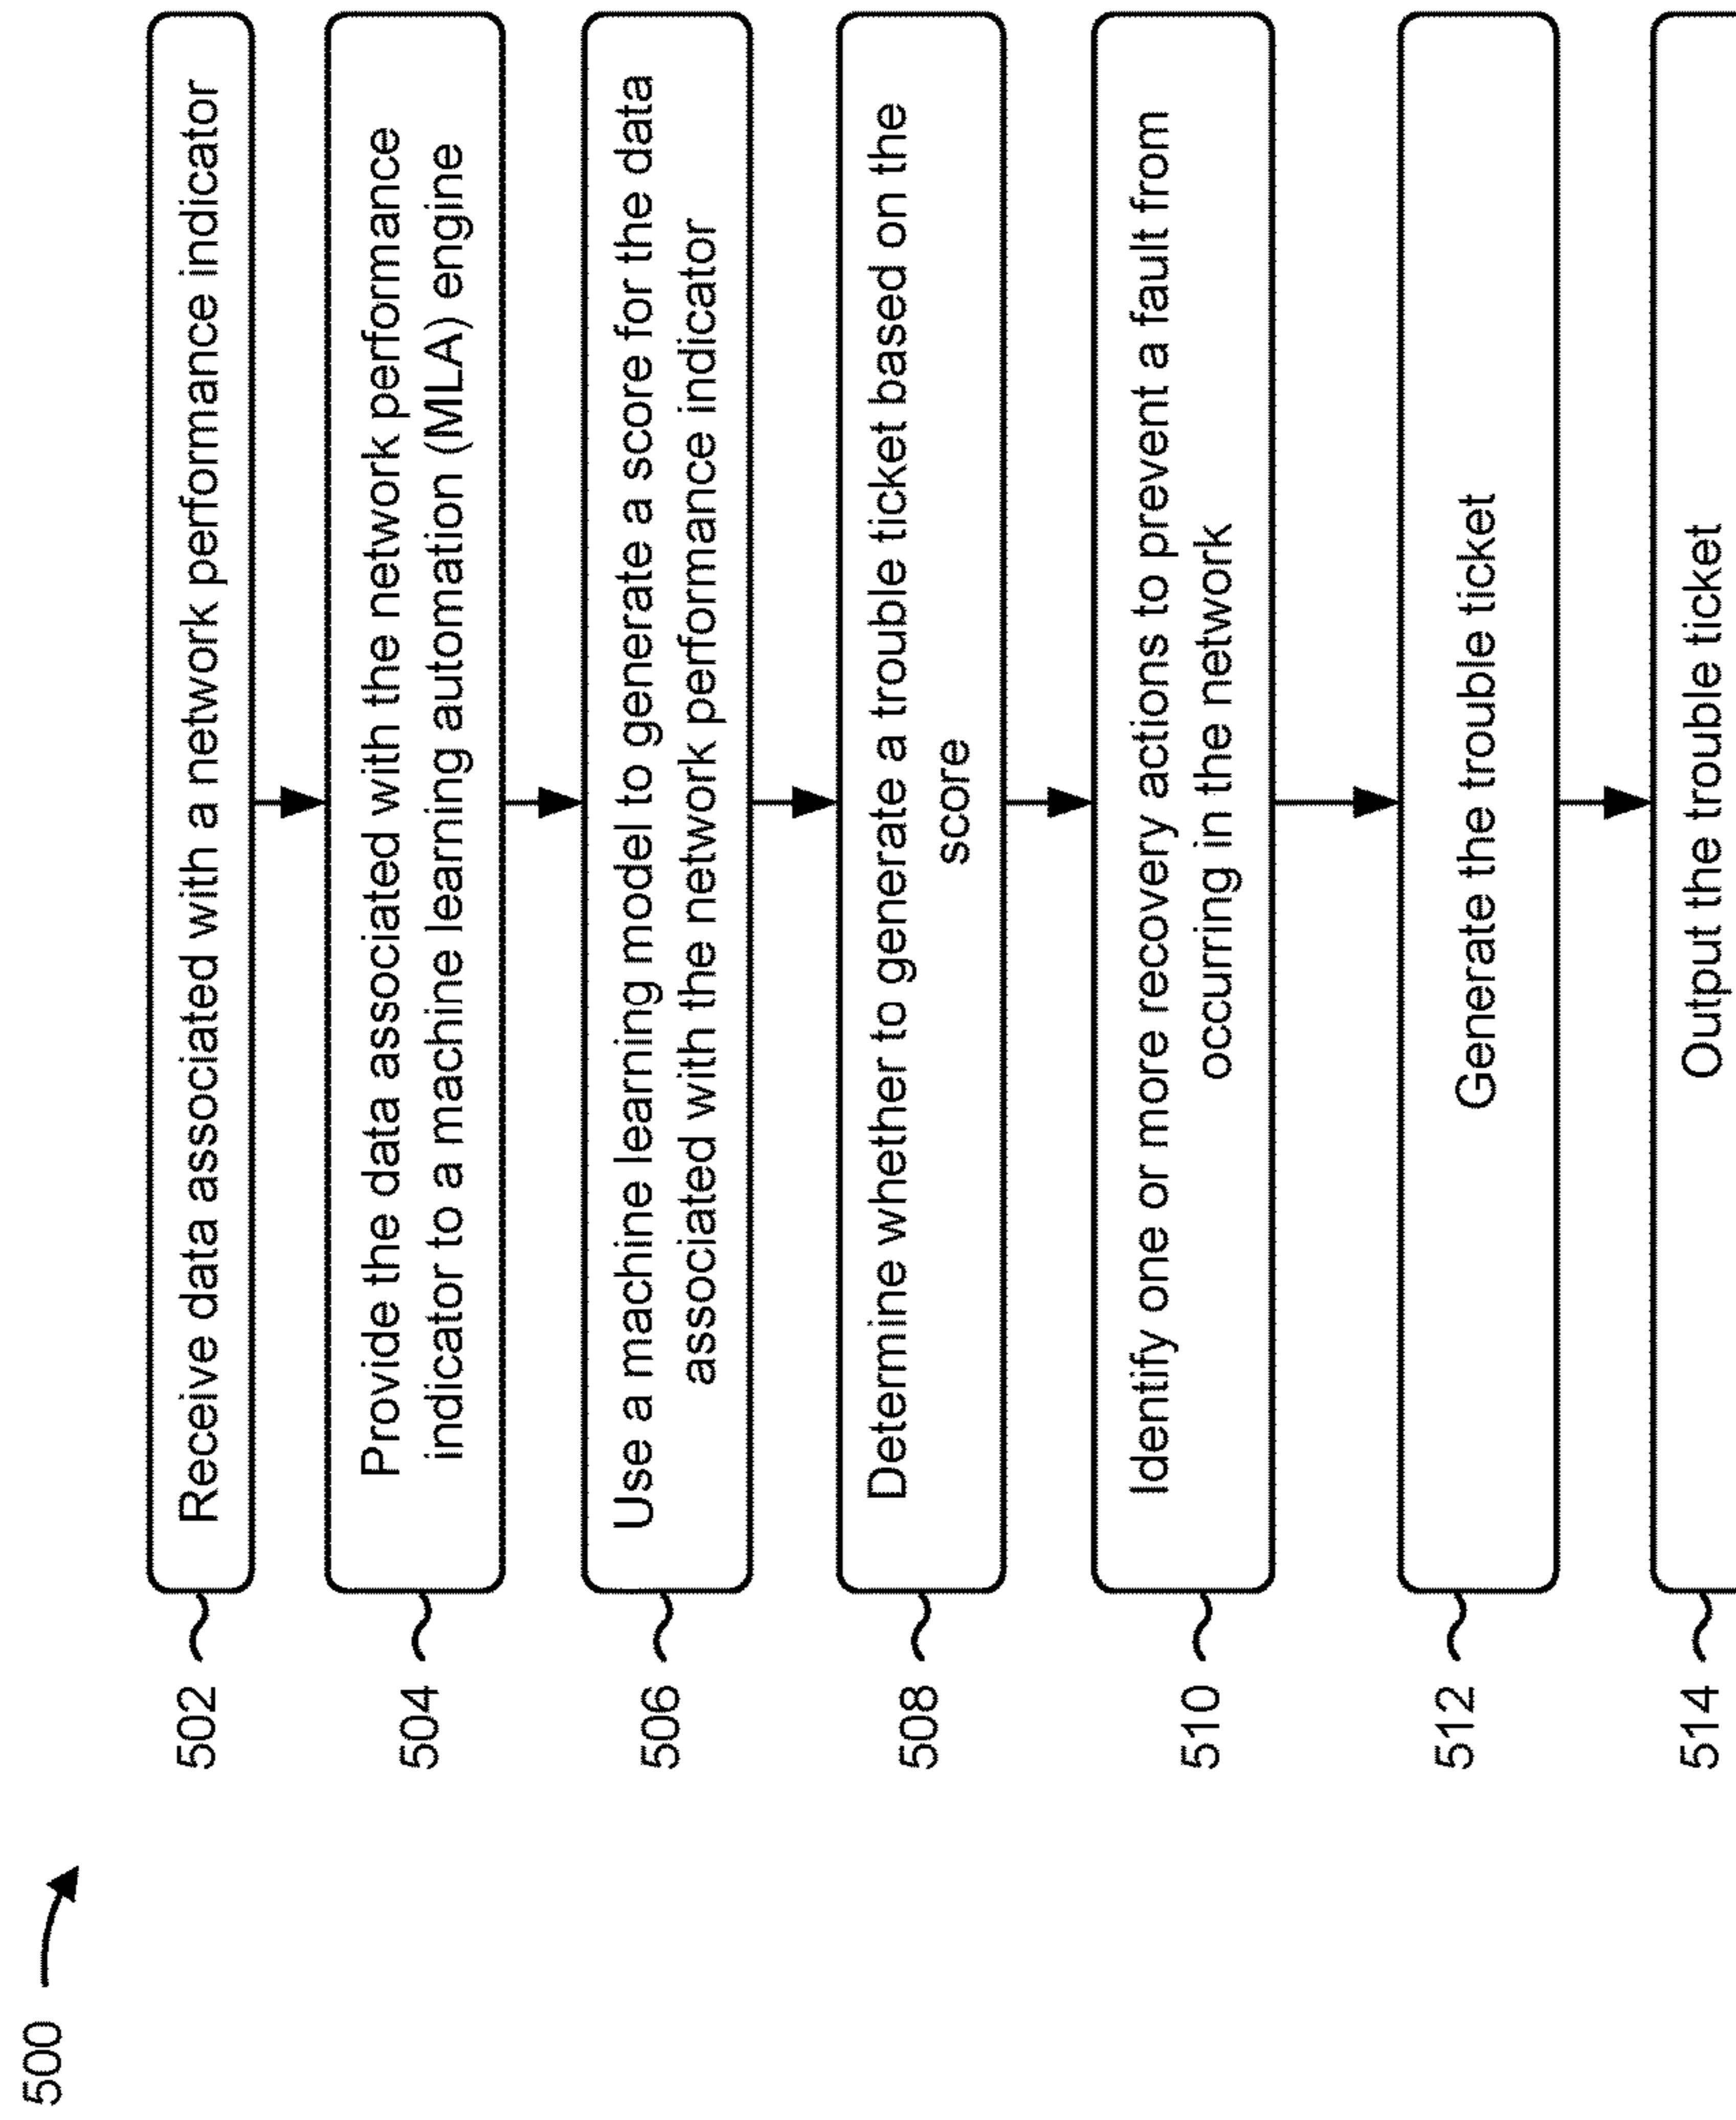 500
502
Receive data associated with a network performance indicator
504
Provide the data associated with the network performance
indicator to a machine learning automation (MLA) engine
506
Use a machine learning model to generate a score for the data
associated with the network performance indicator
508
Determine whether to generate a trouble ticket based on the
score
510
Identify one or more recovery actions to prevent a fault from
occurring in the network
512
Generate the trouble ticket
514
Output the trouble ticket